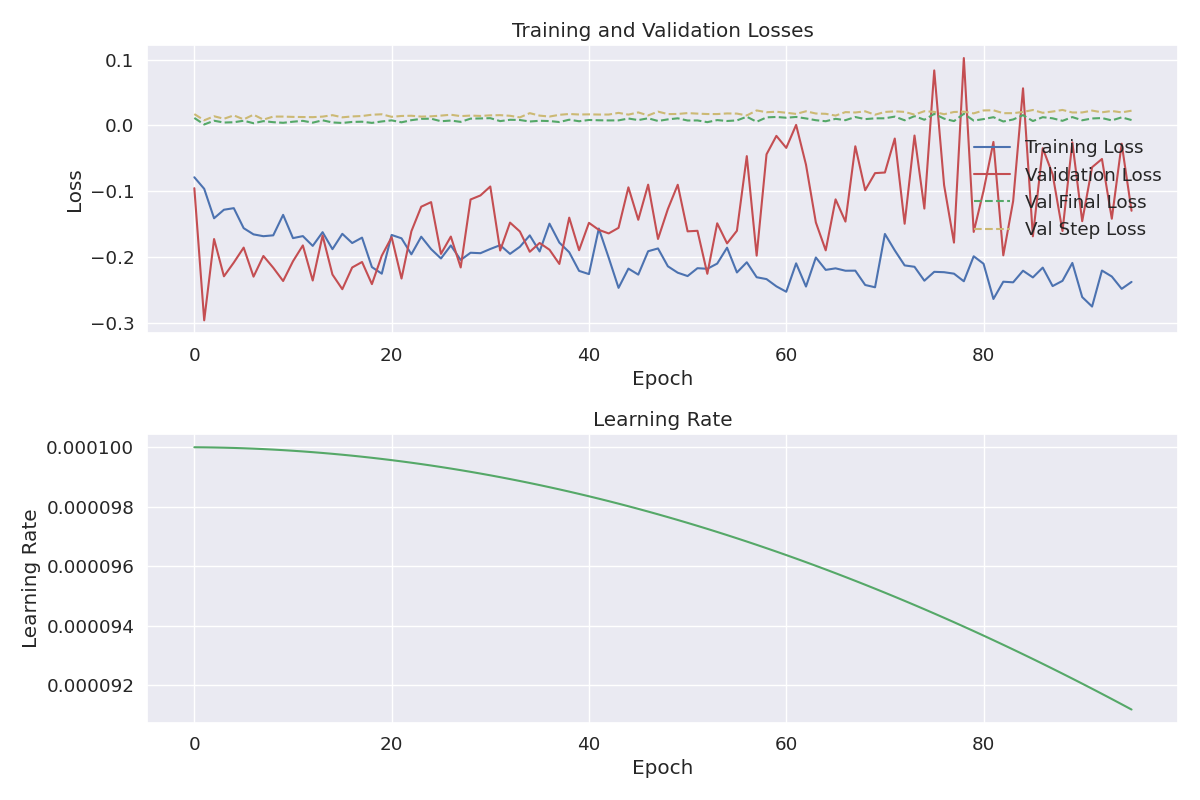 Training and Validation Losses
0.1
0.0
−0.1
−0.2
−0.3
Loss
Training Loss
Validation Loss
Val Final Loss
Val Step Loss
0 20 40 60 80
Epoch
Learning Rate
0.000100
0.000098
0.000096
0.000094
0.000092
Learning Rate
0 20 40 60 80
Epoch